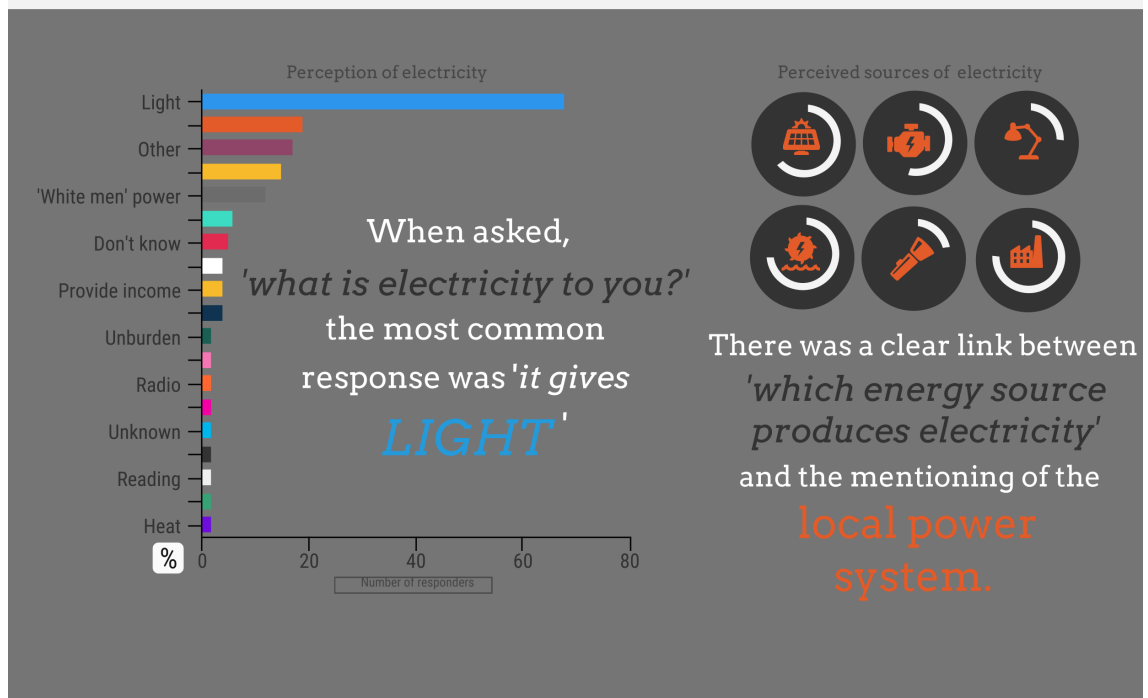 Perception of electricity
Light
Other
'White men' power
Don't know
Provide income
Unburden
Radio
Unknown
Reading
Heat
%
0 20 40 60 80
Number of responders
When asked,
'what is electricity to you?'
the most common
response was 'it gives
LIGHT'
Perceived sources of electricity
There was a clear link between
'which energy source
produces electricity'
and the mentioning of the
local power
system.